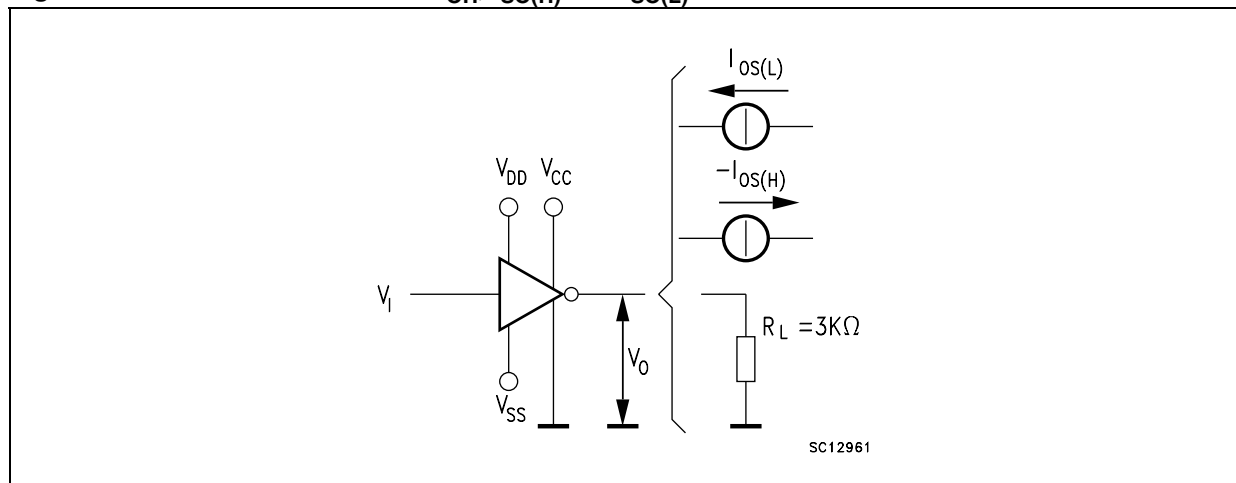 I OS(L)
-I OS(H)
V DD V CC
V I
V O
V SS
R L =3KΩ
SC12961